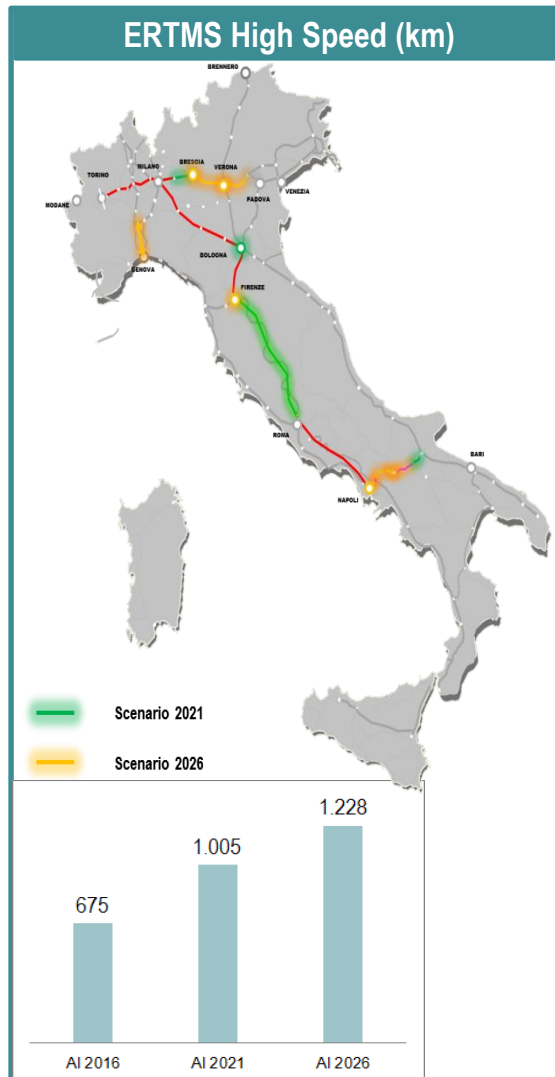 ERTMS High Speed (km)
BRENNERO
MILANO
BRESCIA
VERONA
TORINO
MODANE
PADOVA
VENEZIA
BOLOGNA
GENOVA
FIRENZE
ROMA
BARI
NAPOLI
Scenario 2021
Scenario 2026
1.228
1.005
675
Al 2016
Al 2021
Al 2026